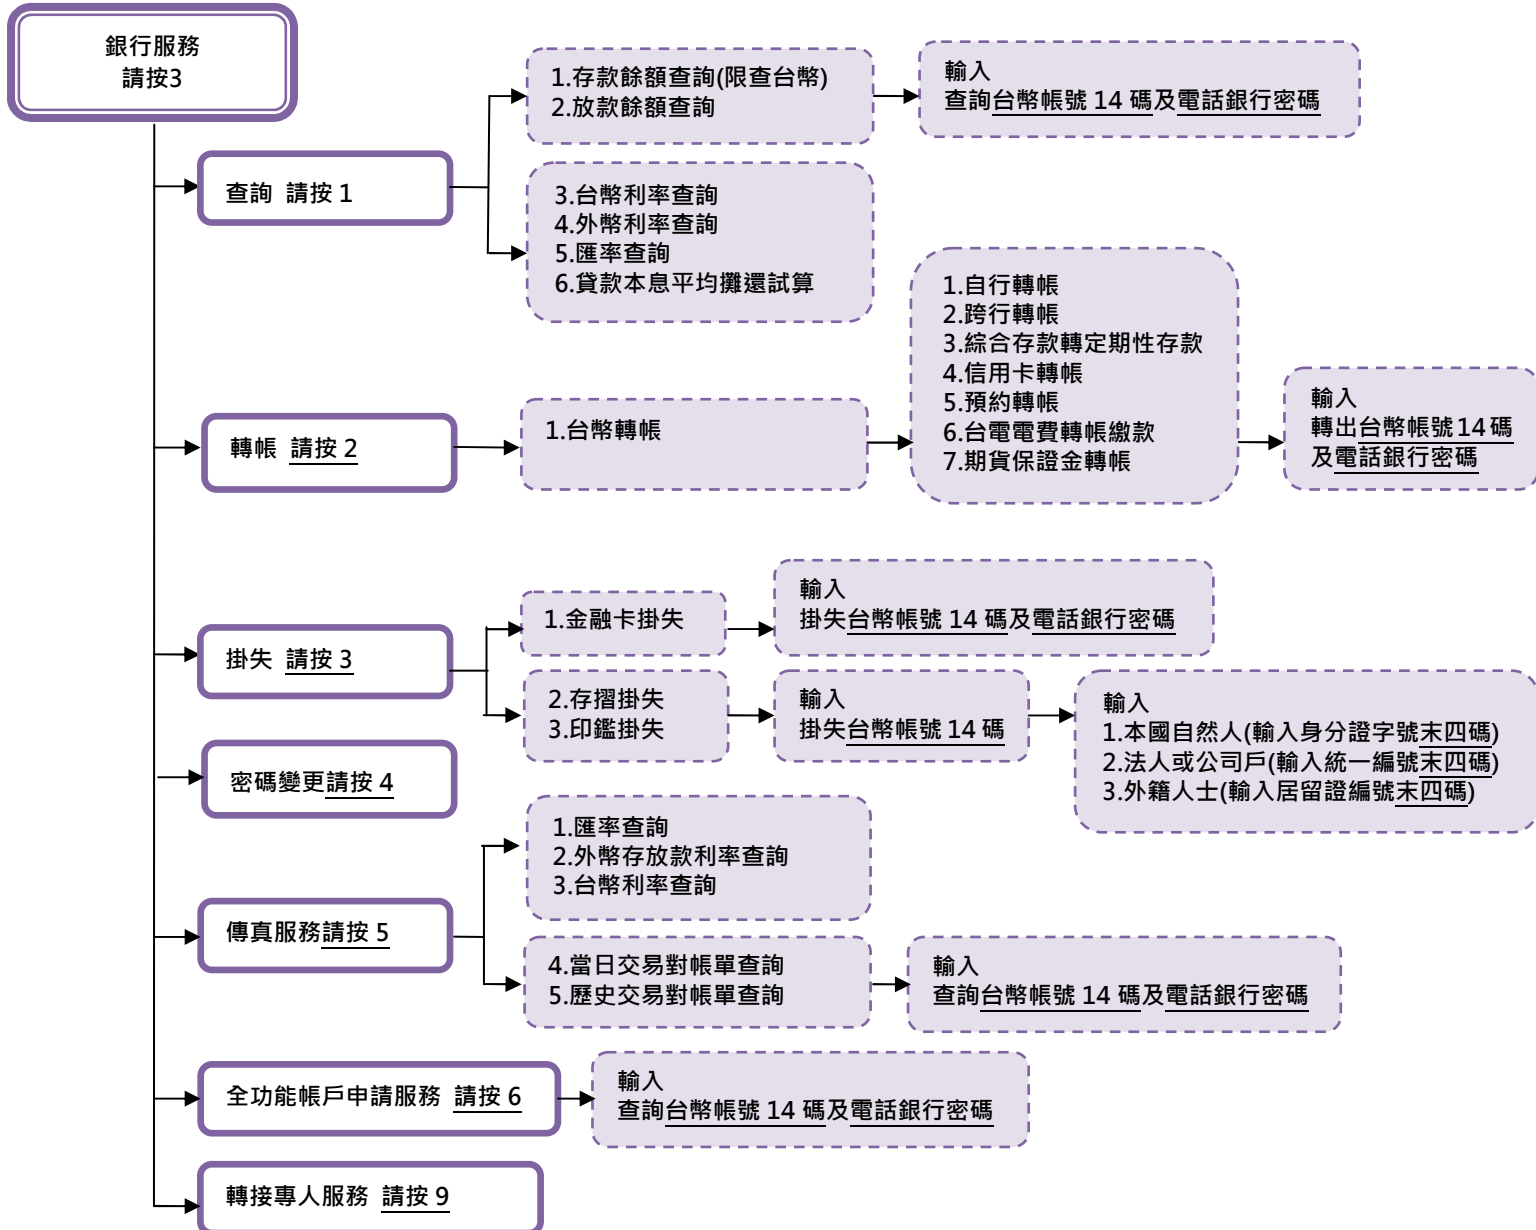 銀行服務
請按3
查詢 請按 1
1.存款餘額查詢(限查台幣)
2.放款餘額查詢
輸入
查詢台幣帳號 14 碼及電話銀行密碼
3.台幣利率查詢
4.外幣利率查詢
5.匯率查詢
6.貸款本息平均攤還試算
轉帳 請按 2
1.台幣轉帳
1.自行轉帳
2.跨行轉帳
3.綜合存款轉定期性存款
4.信用卡轉帳
5.預約轉帳
6.台電電費轉帳繳款
7.期貨保證金轉帳
輸入
轉出台幣帳號 14 碼
及電話銀行密碼
掛失 請按 3
1.金融卡掛失
輸入
掛失台幣帳號 14 碼及電話銀行密碼
2.存摺掛失
3.印鑑掛失
輸入
掛失台幣帳號 14 碼
輸入
1.本國自然人(輸入身分證字號末四碼)
2.法人或公司戶(輸入統一編號末四碼)
3.外籍人士(輸入居留證編號末四碼)
密碼變更請按 4
傳真服務請按 5
1.匯率查詢
2.外幣存放款利率查詢
3.台幣利率查詢
4.當日交易對帳單查詢
5.歷史交易對帳單查詢
輸入
查詢台幣帳號 14 碼及電話銀行密碼
全功能帳戶申請服務 請按 6
輸入
查詢台幣帳號 14 碼及電話銀行密碼
轉接專人服務 請按 9